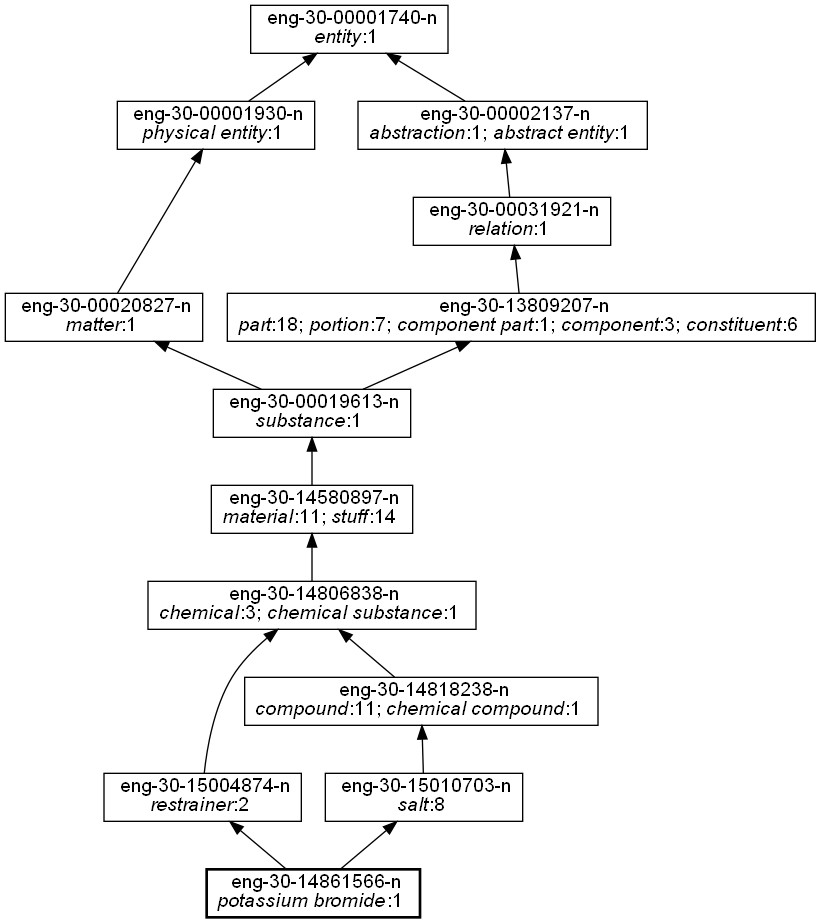 eng-30-00001740-n
entity:1
eng-30-00001930-n
physical entity:1
eng-30-00002137-n
abstraction:1; abstract entity:1
eng-30-00031921-n
relation:1
eng-30-00020827-n
matter:1
eng-30-13809207-n
part:18; portion:7; component part:1; component:3; constituent:6
eng-30-00019613-n
substance:1
eng-30-14580897-n
material:11; stuff:14
eng-30-14806838-n
chemical:3; chemical substance:1
eng-30-14818238-n
compound:11; chemical compound:1
eng-30-15004874-n
restrainer:2
eng-30-15010703-n
salt:8
eng-30-14861566-n
potassium bromide:1